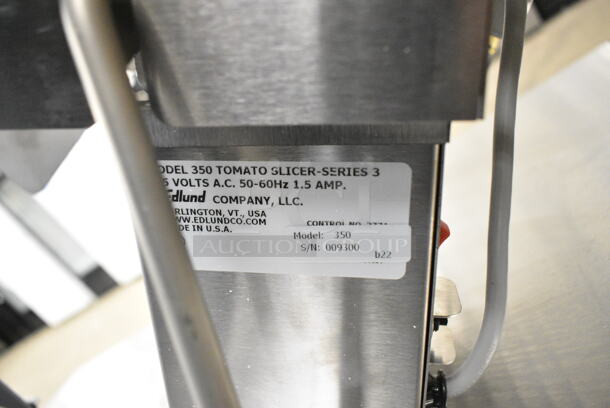 ODEL 350 TOMATO SLICER-SERIES 3
5 VOLTS A.C. 50-60Hz 1.5 AMP.
Edlund COMPANY, LLC.
RLINGTON, VT., USA
WW.EDLUNDCO.COM
DE IN U.S.A.
CONTROL NO.
Model: 350
AUCTION GROUP
S/N: 009300
b22